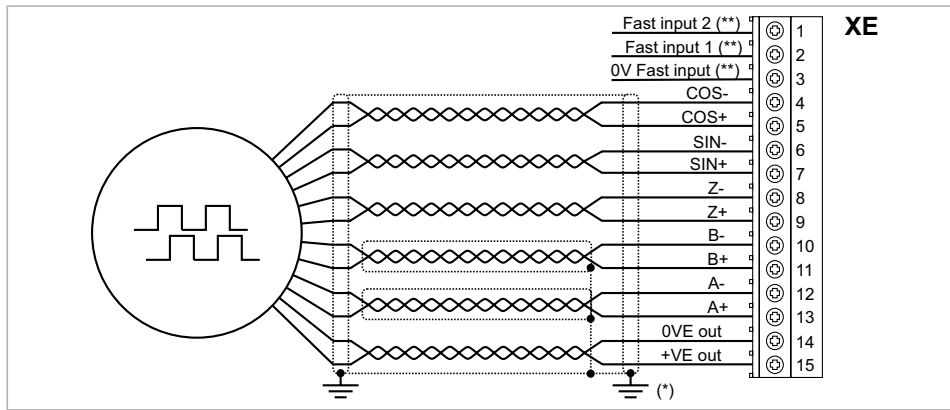 XE
Fast input 2 (**) 1
Fast input 1 (**) 2
0V Fast input (**) 3
COS- 4
COS+ 5
SIN- 6
SIN+ 7
Z- 8
Z+ 9
B- 10
B+ 11
A- 12
A+ 13
0VE out 14
+VE out 15
(*)